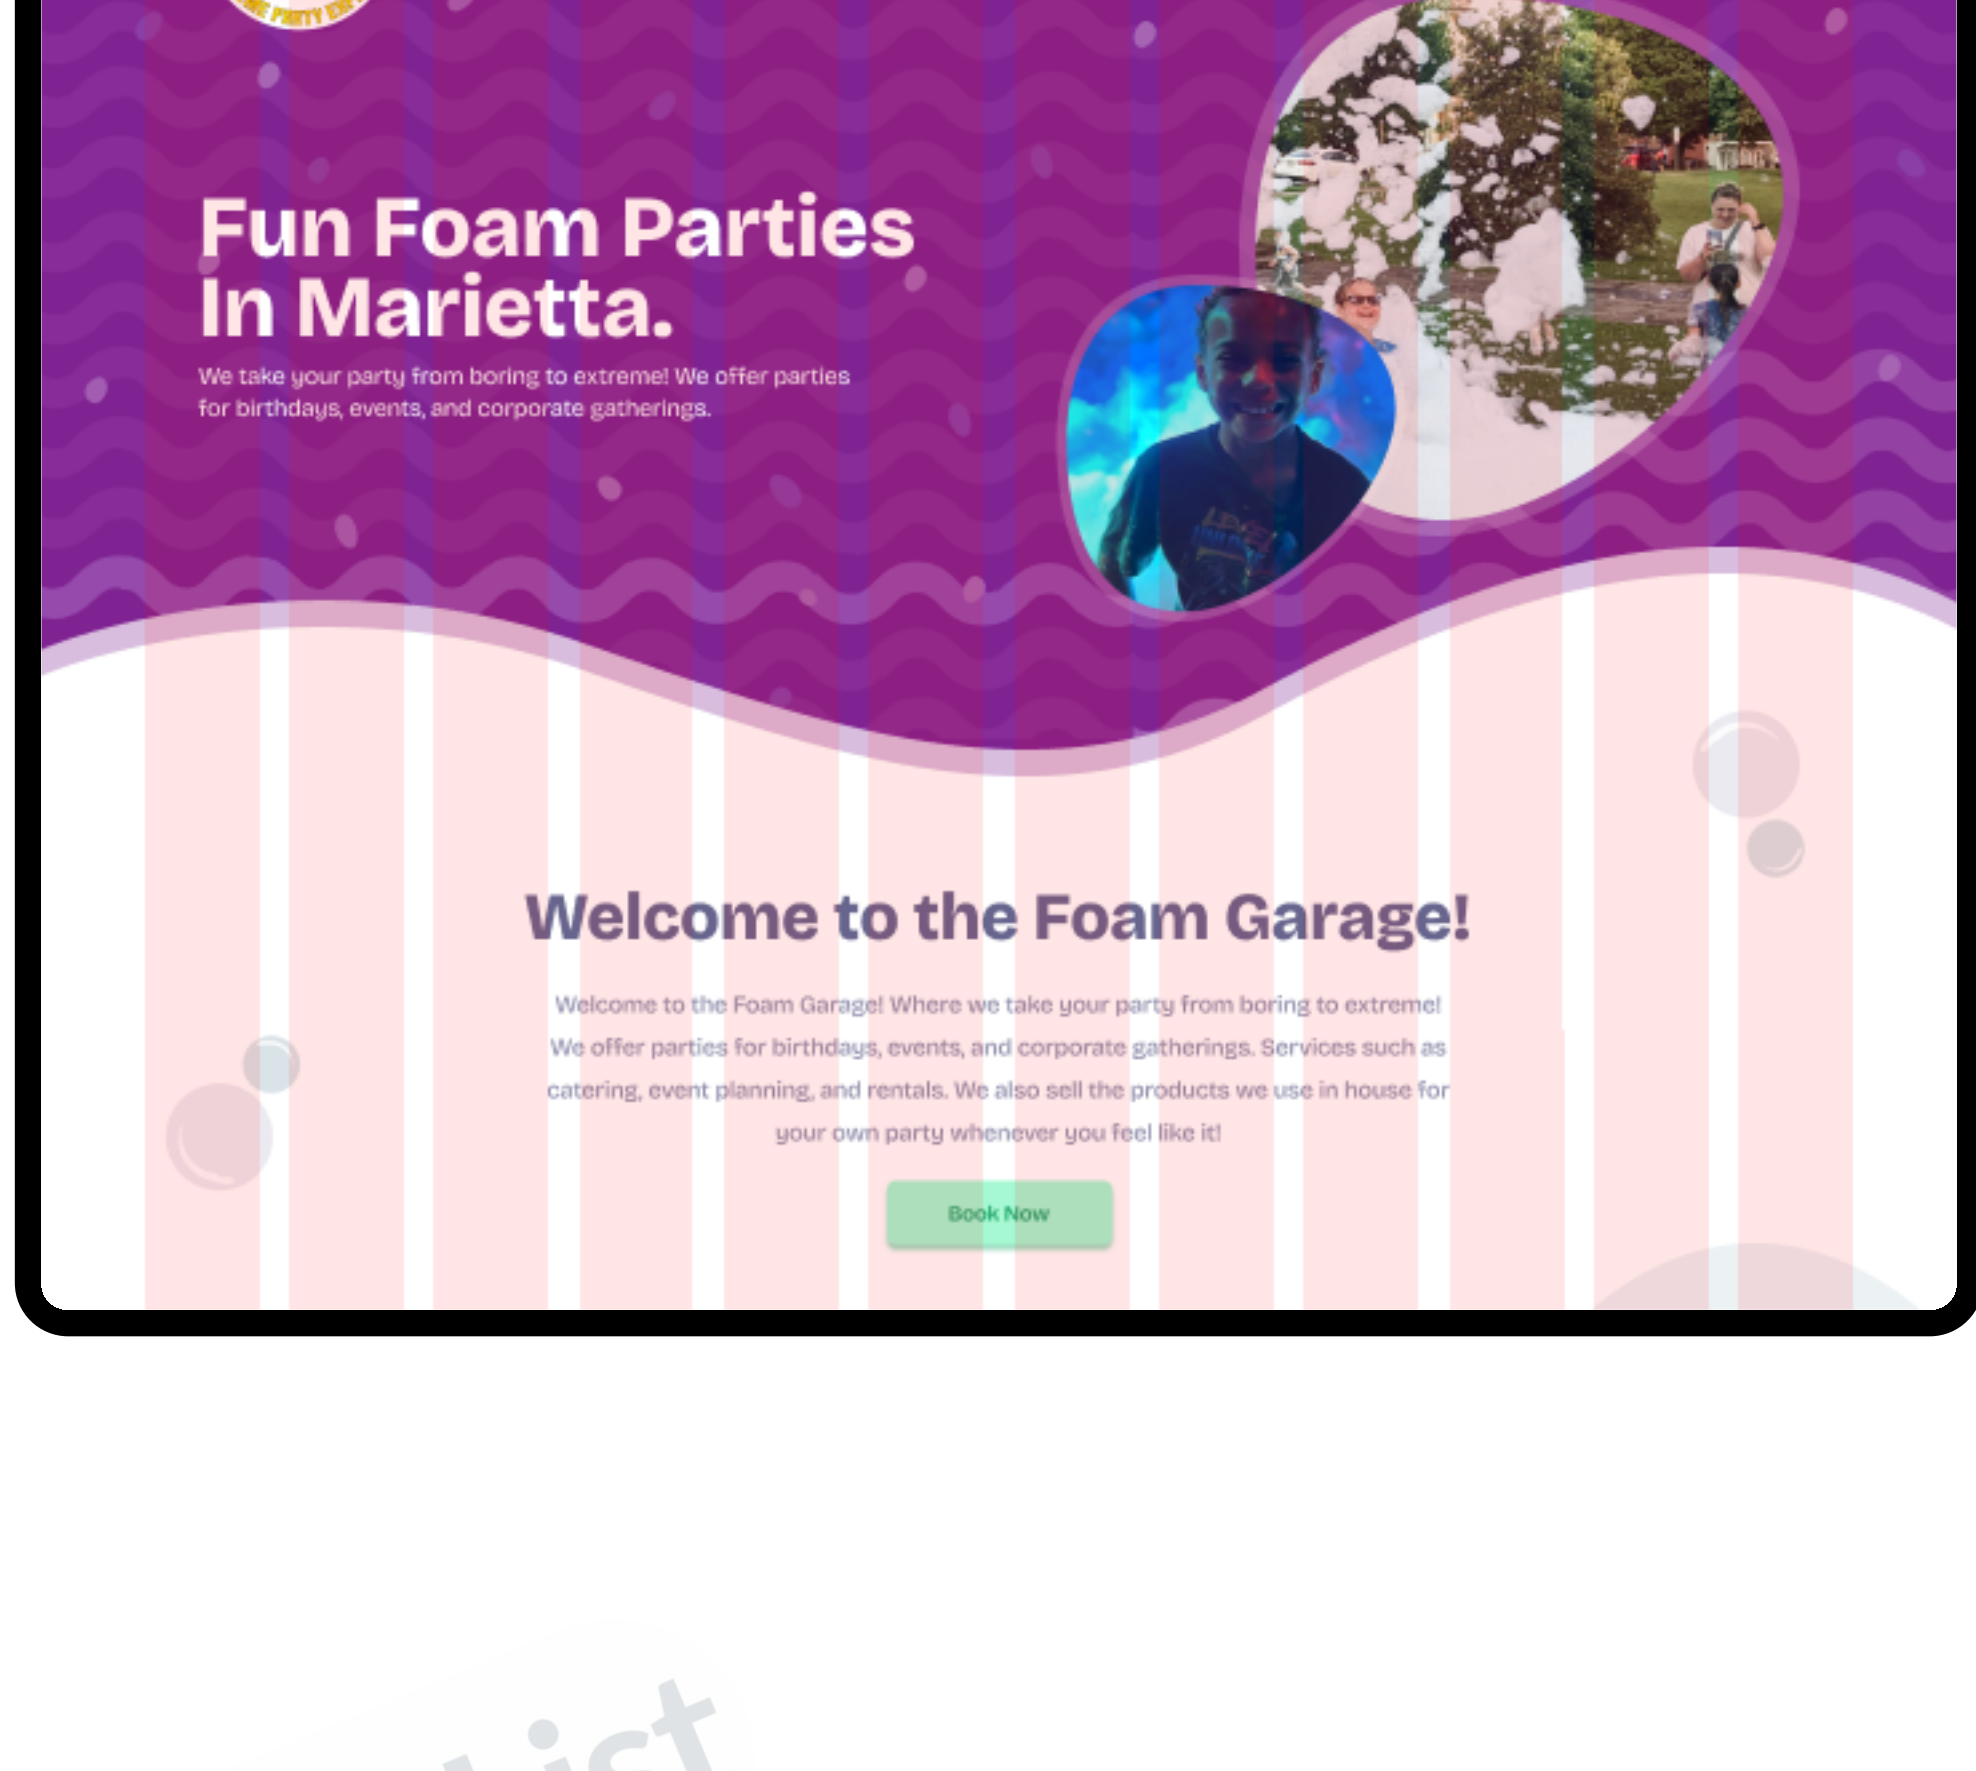 PARTY
Fun Foam Parties
In Marietta.
We take your party from boring to extreme! We offer parties
for birthdays, events, and corporate gatherings.
LEVEL
UNLO
Welcome to the Foam Garage!
Welcome to the Foam Garage! Where we take your party from boring to extreme!
We offer parties for birthdays, events, and corporate gatherings. Services such as
catering, event planning, and rentals. We also sell the products we use in house for
your own party whenever you feel like it!
Book Now
List